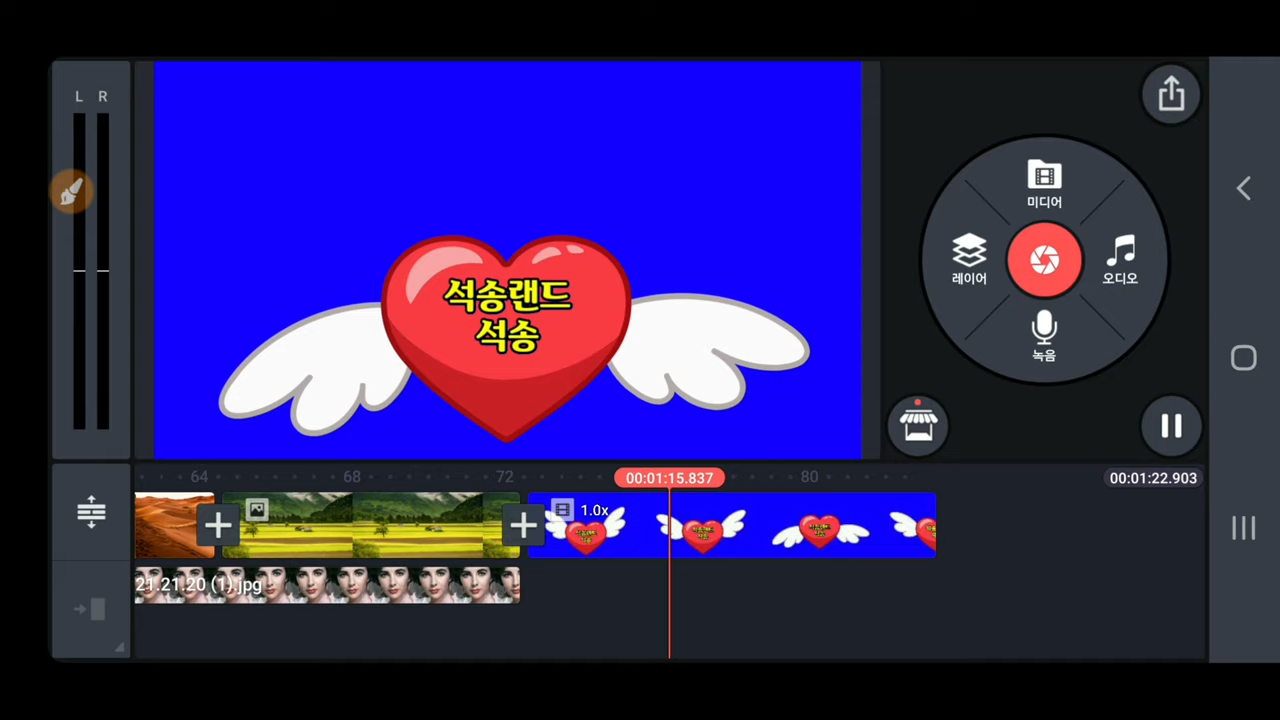 L R
미디어
레이어
오디오
녹음
석송랜드
석송
64 68 72 00:01:15.837 80 00:01:22.903
1.0x
21.21.20 (1).jpg